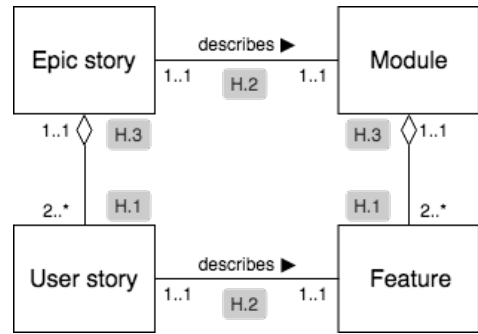 describes ▶
Epic story
Module
1..1
1..1
H.2
1..1
H.3
H.3
1..1
H.1
H.1
2..*
2..*
describes ▶
User story
Feature
1..1
1..1
H.2